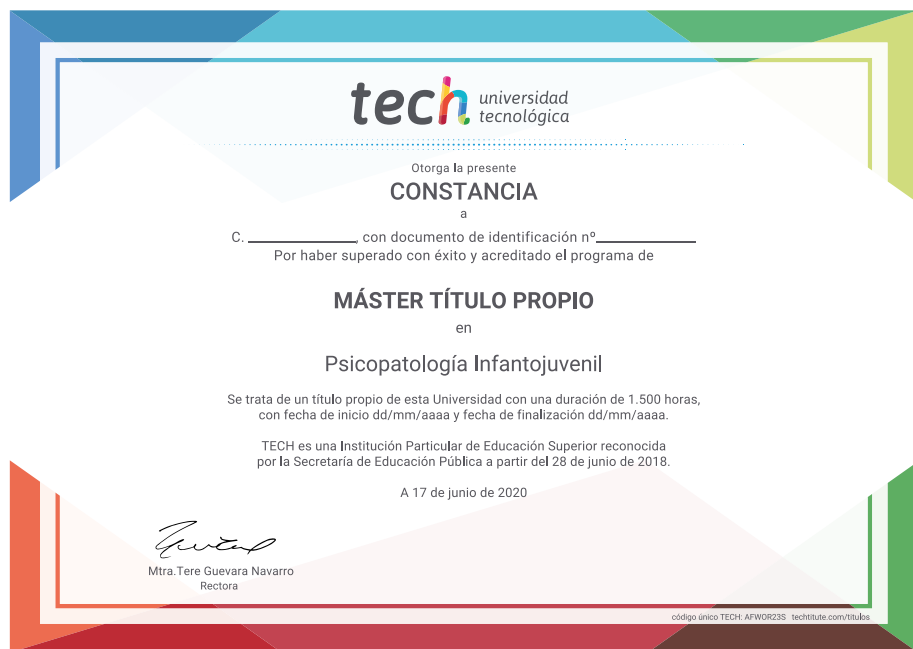 tech universidad
tecnológica
Otorga la presente
CONSTANCIA
a
C. ____________, con documento de identificación nº____________
Por haber superado con éxito y acreditado el programa de
MÁSTER TÍTULO PROPIO
en
Psicopatología Infantojuvenil
Se trata de un título propio de esta Universidad con una duración de 1.500 horas,
con fecha de inicio dd/mm/aaaa y fecha de finalización dd/mm/aaaa.
TECH es una Institución Particular de Educación Superior reconocida
por la Secretaría de Educación Pública a partir del 28 de junio de 2018.
A 17 de junio de 2020
Mtra.Tere Guevara Navarro
Rectora
código único TECH: AFWOR23S techtitute.com/titulos